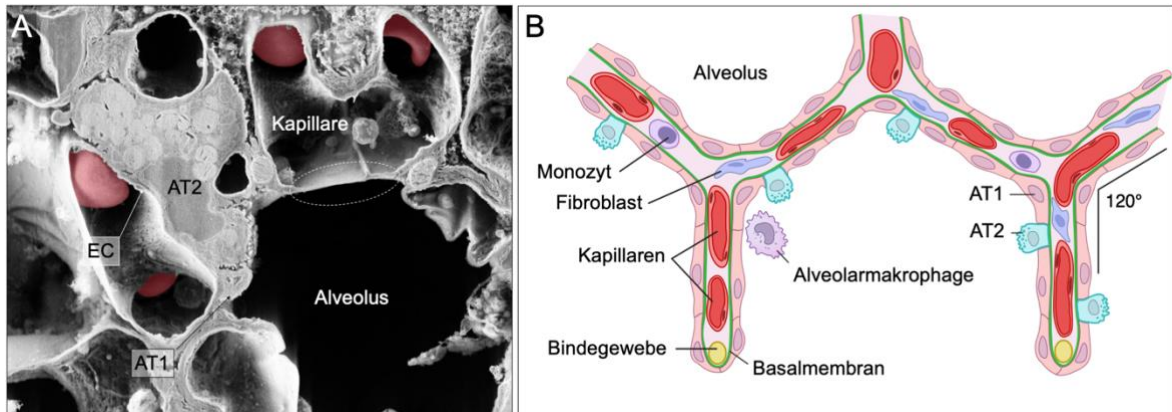 A
Kapillare
AT2
EC
Alveolus
AT1
B
Alveolus
Monozyt
Fibroblast
AT1
120°
AT2
Kapillaren
Alveolarmakrophage
Bindegewebe
Basalmembran